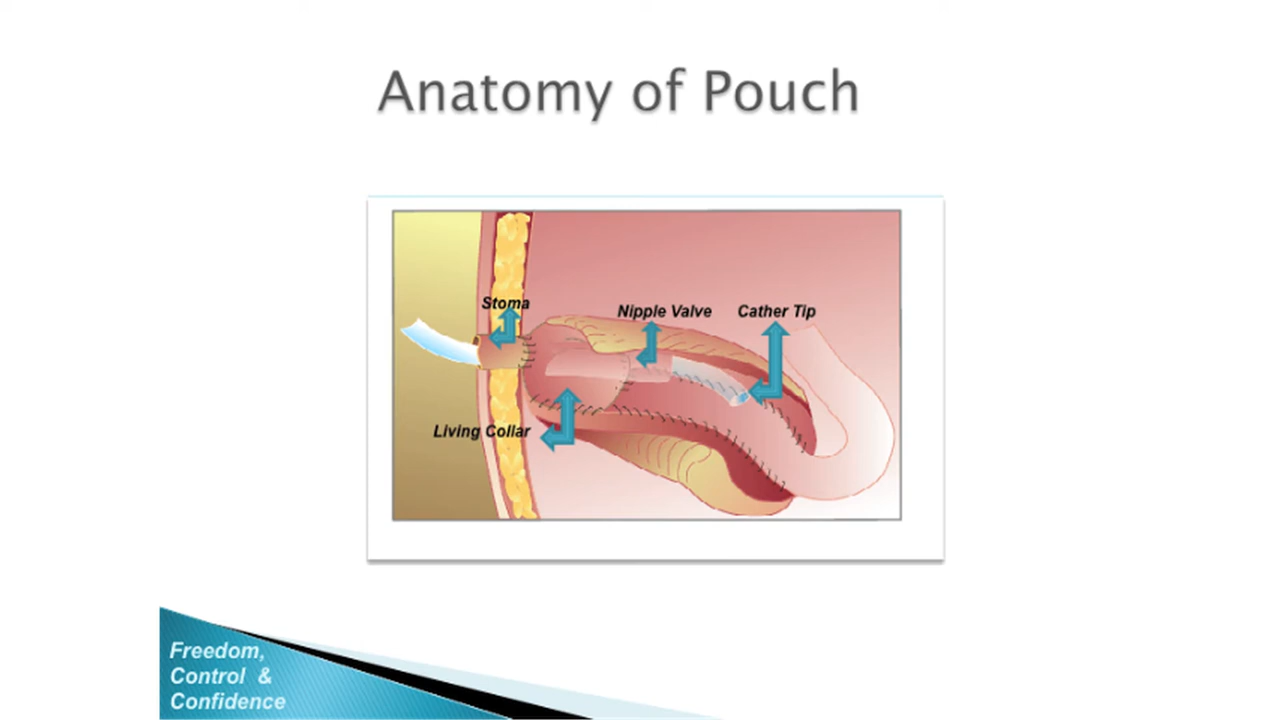 Anatomy of Pouch
Stoma
Nipple Valve
Cather Tip
Living Collar
Freedom,
Control &
Confidence